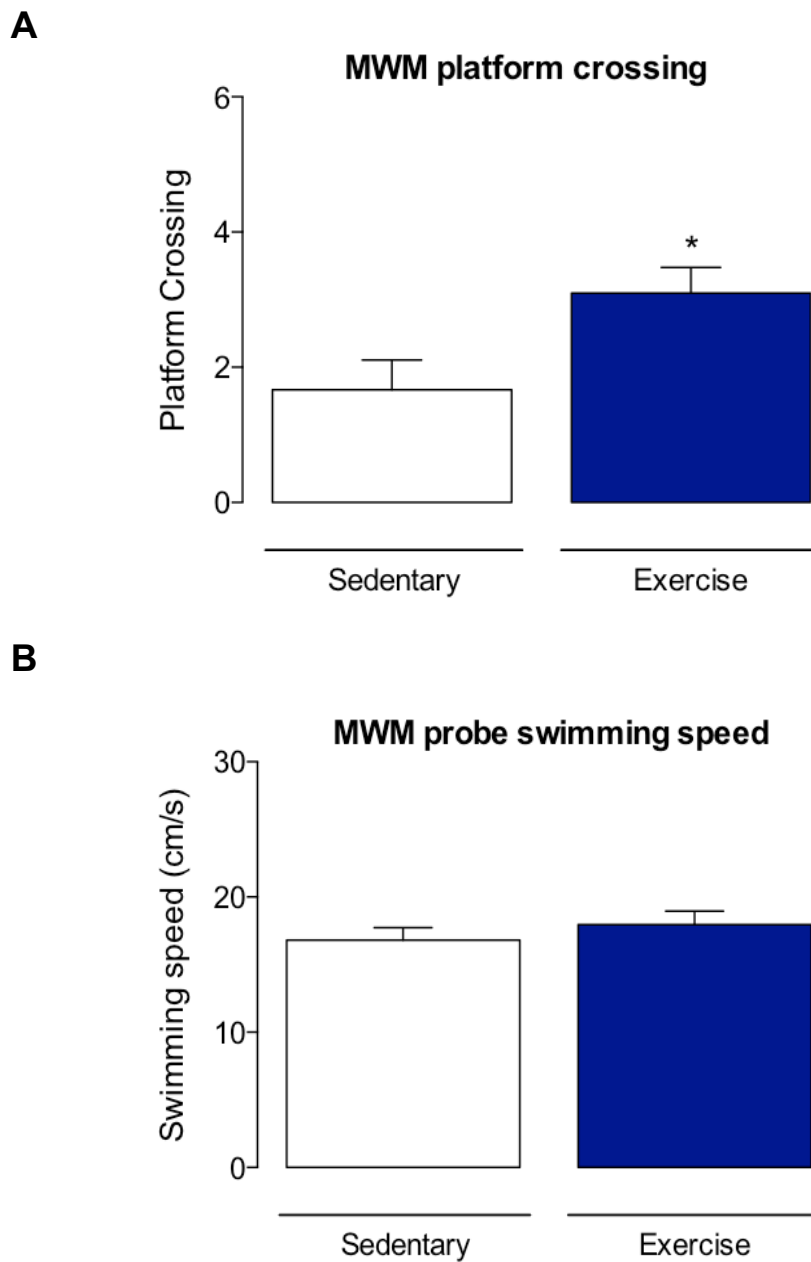 A
MWM platform crossing
Platform Crossing
6
4
2
0
*
Sedentary
Exercise
B
MWM probe swimming speed
Swimming speed (cm/s)
30
20
10
0
Sedentary
Exercise